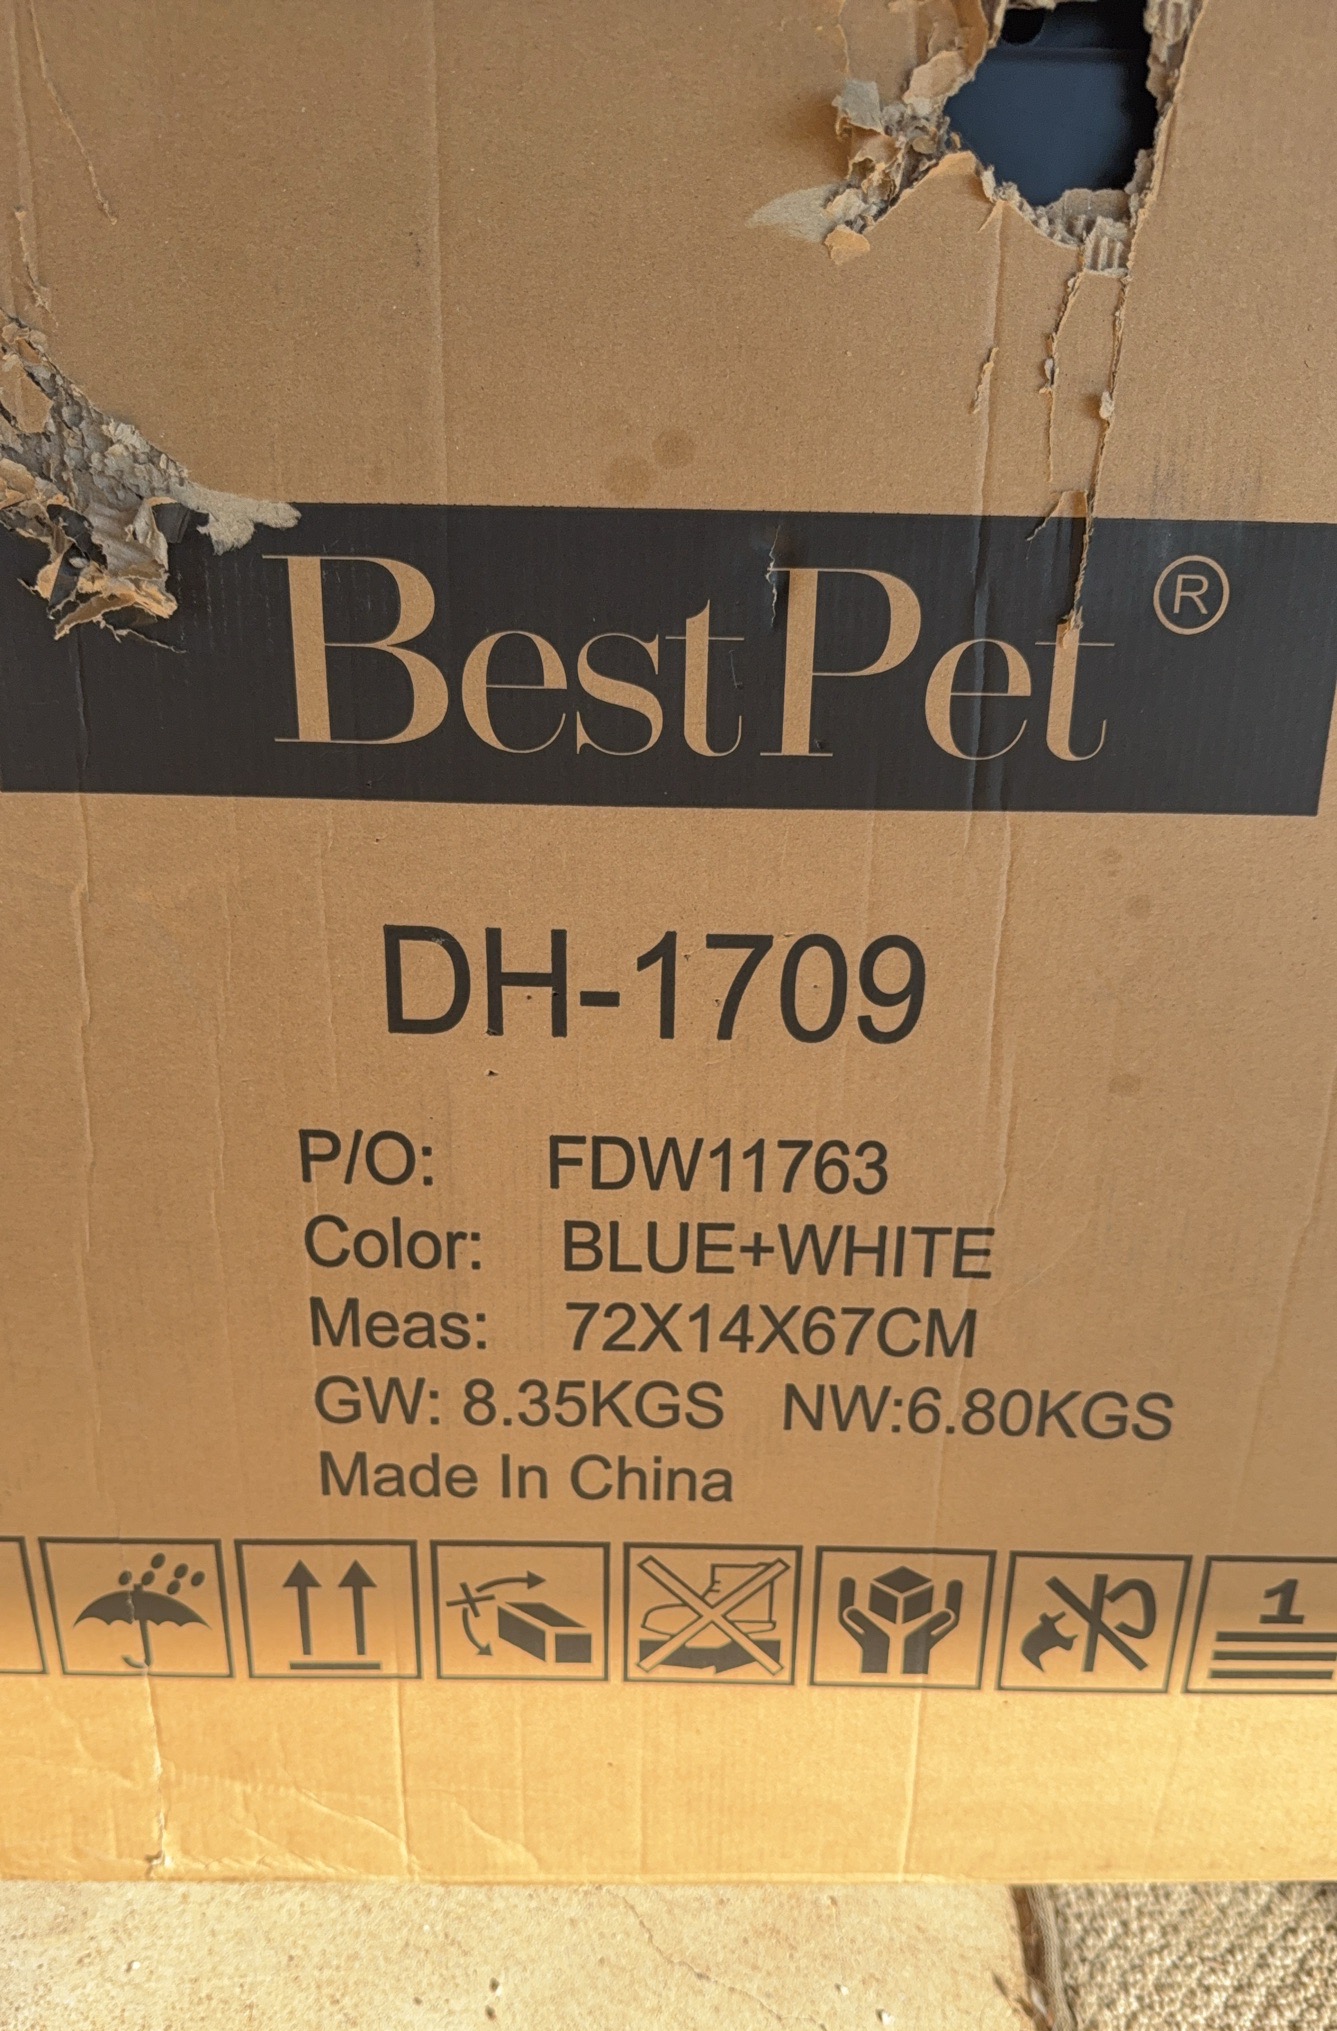 BestPet ®
DH-1709
P/O: FDW11763
Color: BLUE+WHITE
Meas: 72X14X67CM
GW: 8.35KGS NW:6.80KGS
Made In China
1